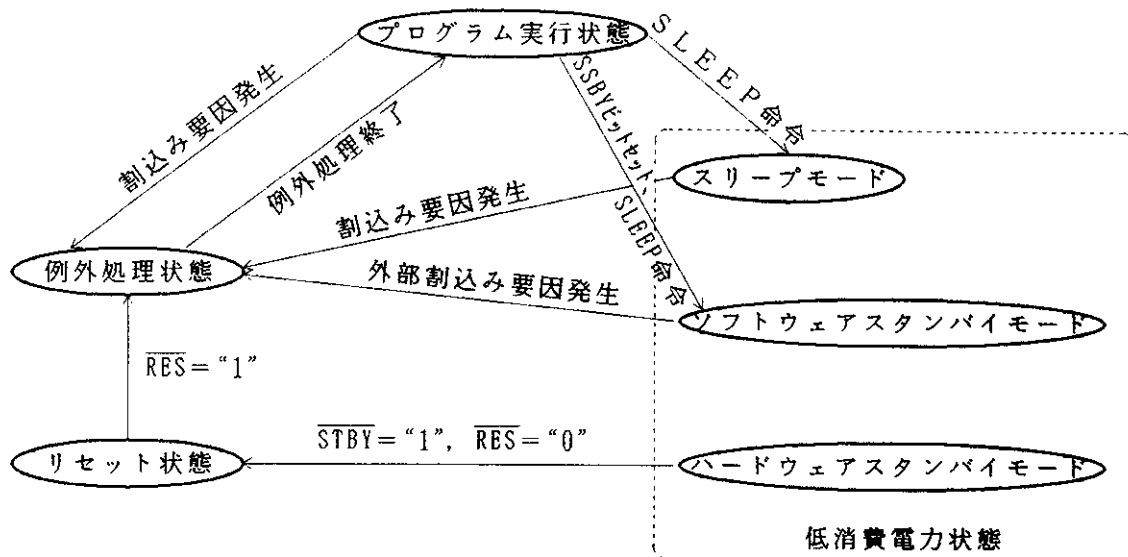 プログラム実行状態
SLEEP命令
SSBYビットセット、SLEEP命令
割込み要因発生
例外処理終了
スリープモード
割込み要因発生
例外処理状態
外部割込み要因発生
ソフトウェアスタンバイモード
RES="1"
STBY="1", RES="0"
リセット状態
ハードウェアスタンバイモード
低消費電力状態